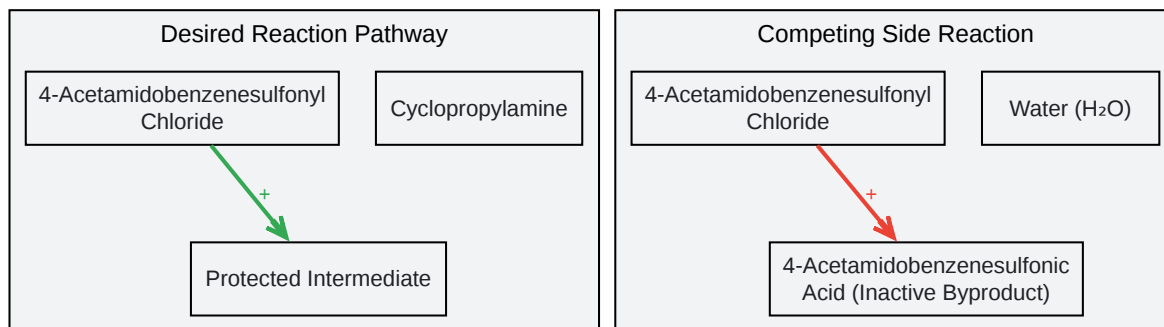 Desired Reaction Pathway
4-Acetamidobenzenesulfonyl
Chloride
Cyclopropylamine
+
Protected Intermediate
Competing Side Reaction
4-Acetamidobenzenesulfonyl
Chloride
Water (H₂O)
+
4-Acetamidobenzenesulfonic
Acid (Inactive Byproduct)